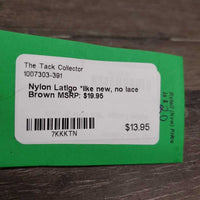 The Tack Collector
1007303-391
Nylon Latigo *like new, no lace
Brown MSRP: $19.95
7KKKTN
$13.95